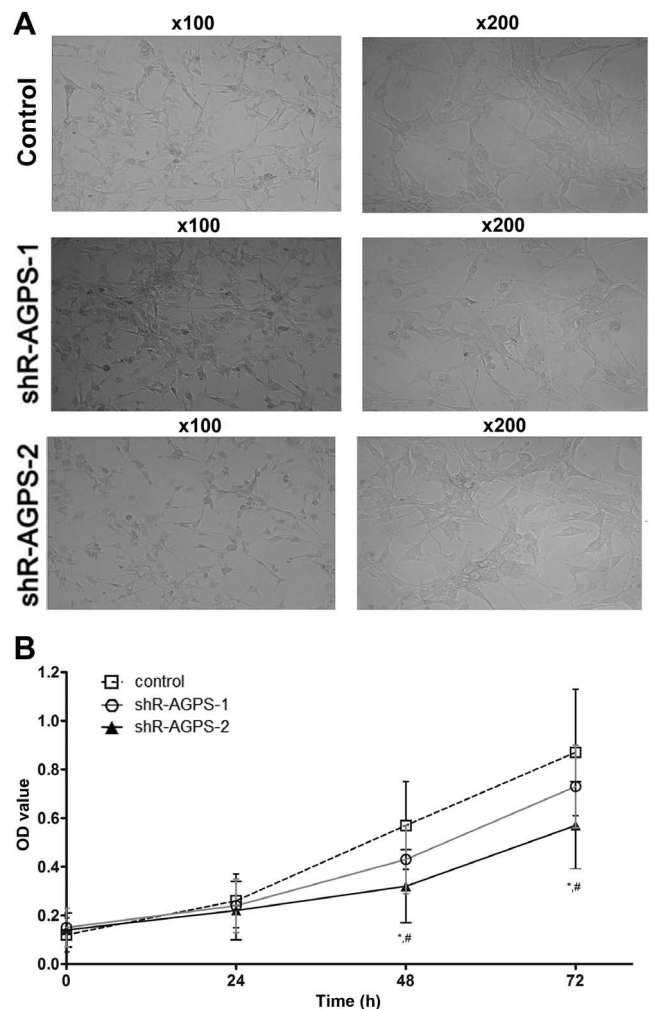 A
x100 x200
Control
x100 x200
shR-AGPS-1
x100 x200
shR-AGPS-2
B
1.2
1.0
0.8
0.6
0.4
0.2
0.0
OD value
control
shR-AGPS-1
shR-AGPS-2
*,#
*,#
0 24 48 72
Time (h)